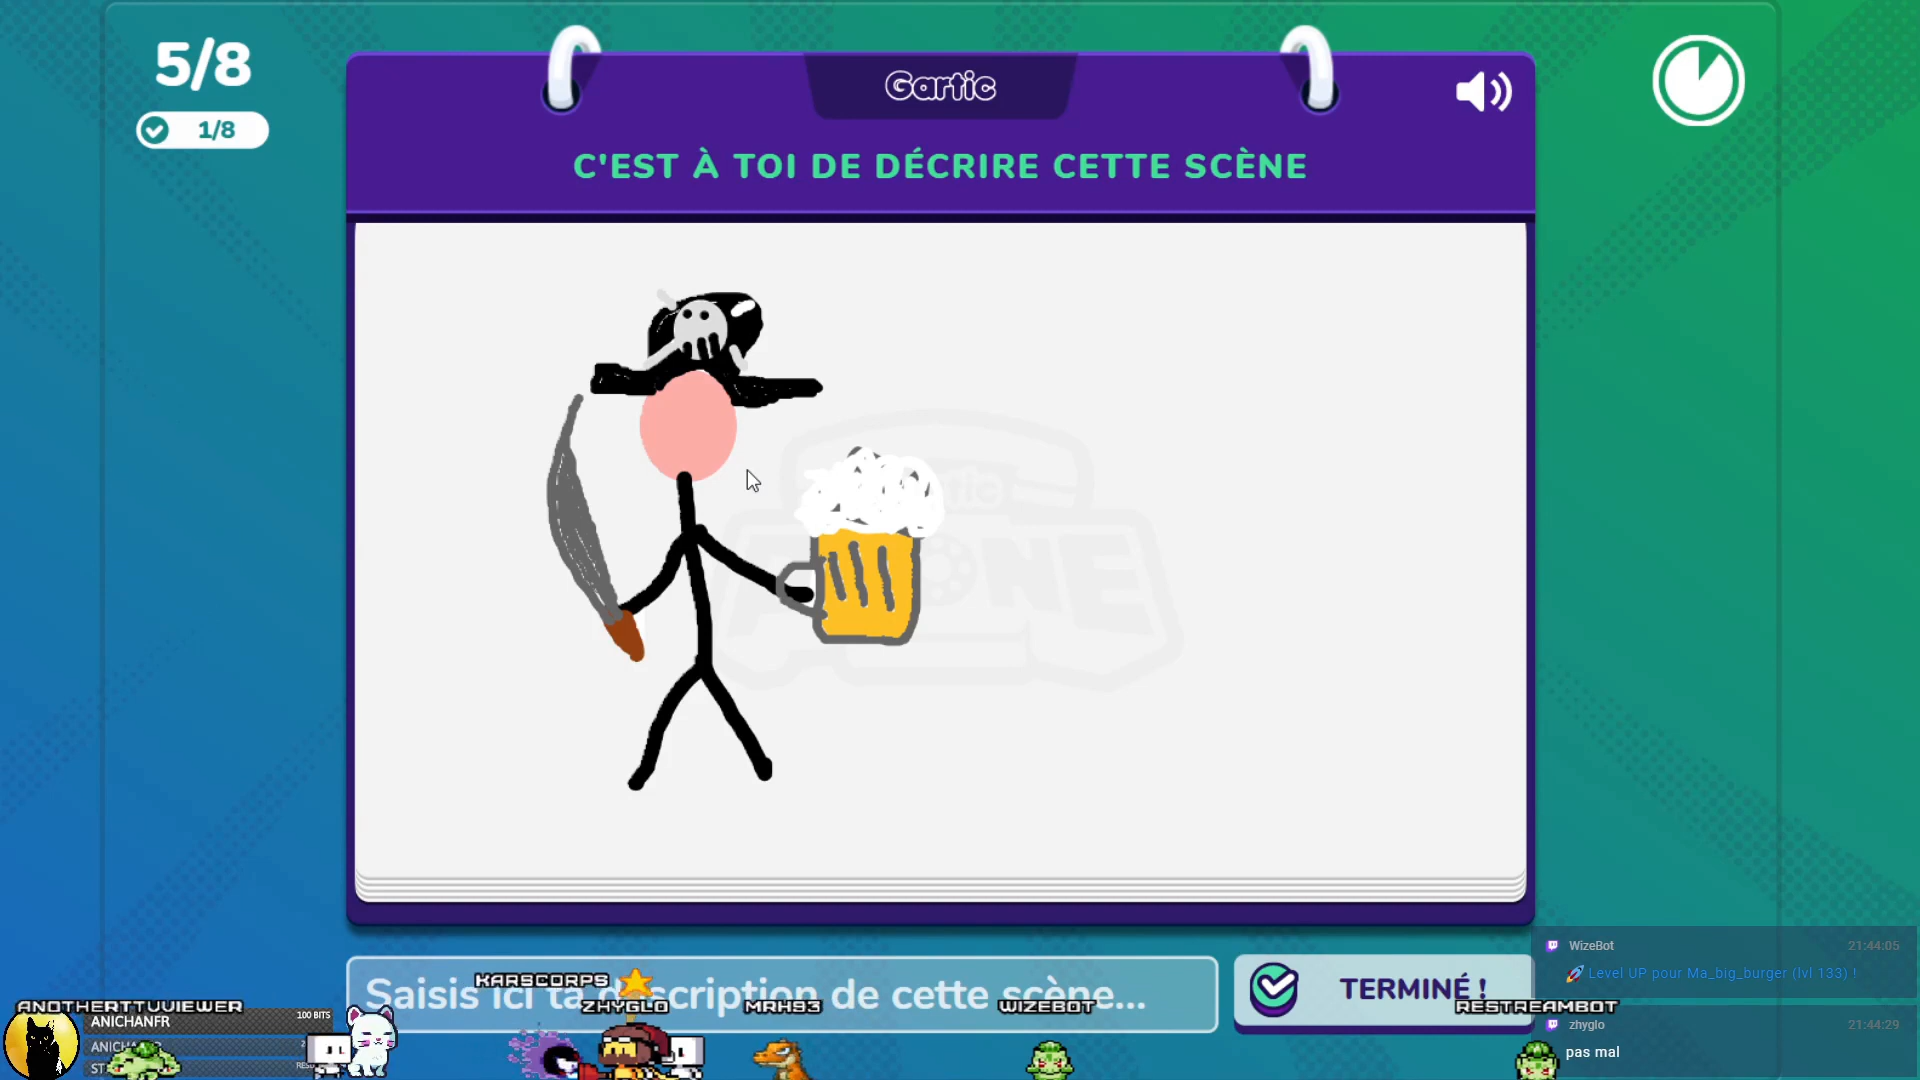 5/8
1/8
Gartic
C'EST À TOI DE DÉCRIRE CETTE SCÈNE
Saisis ici ta description de cette scène...
TERMINÉ !
KARSCORPS
ZHYGLO
MRHS3
WIZEBOT
RESTREAMBOT
ANOTHERTTVVIEWER
ANICHANFR
100 BITS
WizeBot
21:44:05
Level UP pour Ma_big_burger (lvl 133) !
zhyglo
21:44:29
pas mal